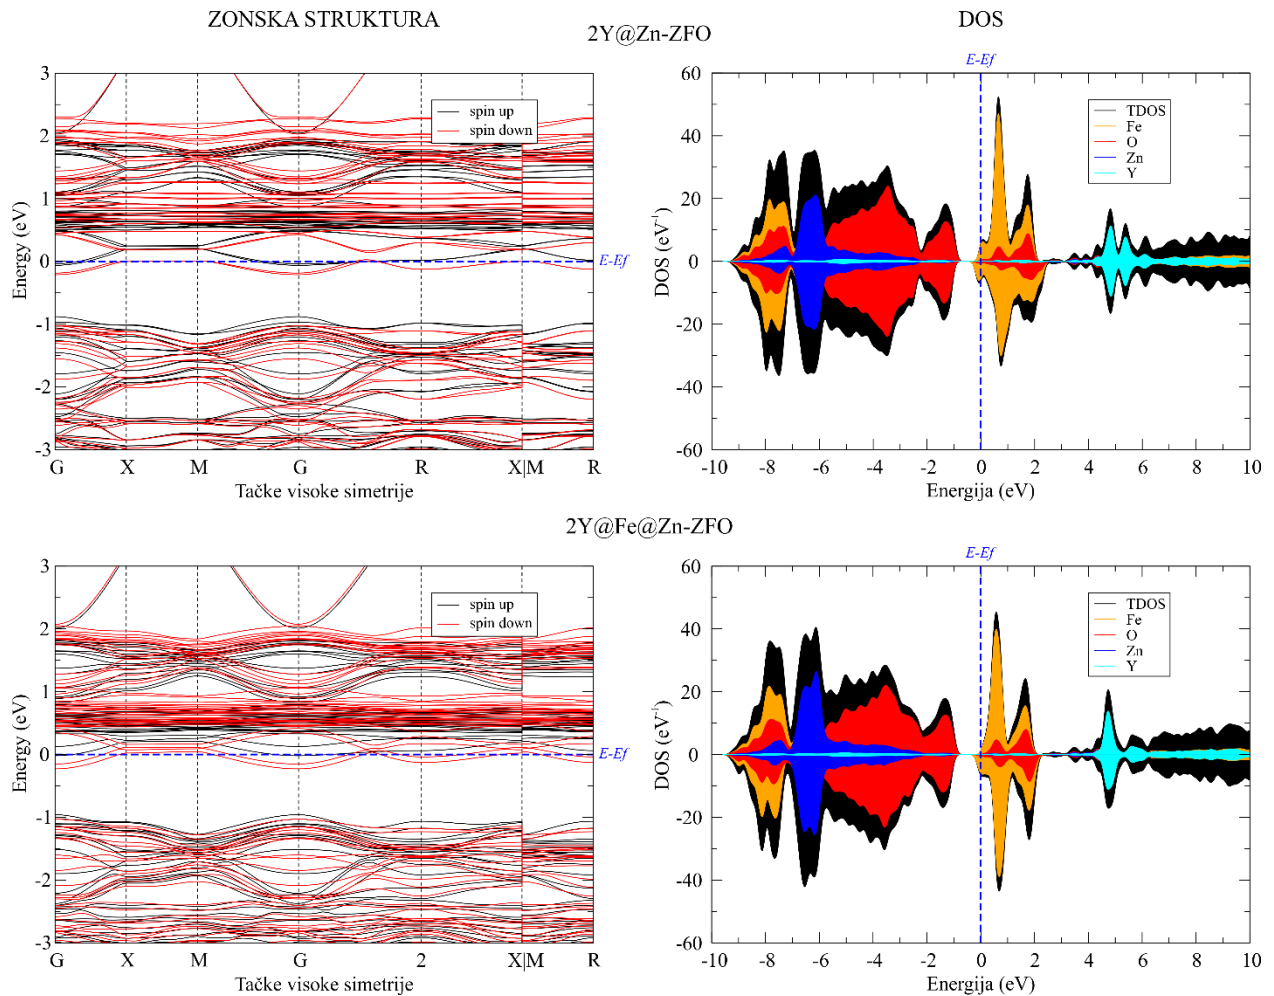 ZONSKA STRUKTURA
DOS
2Y@Zn-ZFO
E-Ef
3
2
1
0
-1
-2
-3
Energy (eV)
spin up
spin down
E-Ef
G X M G R X|M R
Tačke visoke simetrije
60
40
20
0
-20
-40
-60
DOS (eV⁻¹)
TDOS
Fe
O
Zn
Y
-10 -8 -6 -4 -2 0 2 4 6 8 10
Energija (eV)
2Y@Fe@Zn-ZFO
E-Ef
3
2
1
0
-1
-2
-3
Energy (eV)
spin up
spin down
E-Ef
G X M G 2 X|M R
Tačke visoke simetrije
60
40
20
0
-20
-40
-60
DOS (eV⁻¹)
TDOS
Fe
O
Zn
Y
-10 -8 -6 -4 -2 0 2 4 6 8 10
Energija (eV)